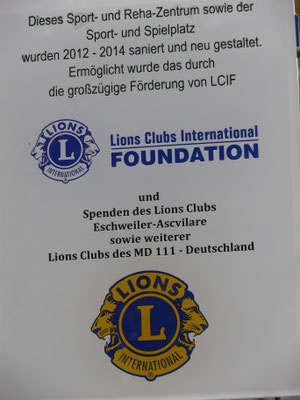 Dieses Sport- und Reha-Zentrum sowie der
Sport- und Spielplatz
wurden 2012 - 2014 saniert und neu gestaltet.
Ermöglicht wurde das durch
die großzügige Förderung von LCIF
LIONS
L
INTERNATIONAL
Lions Clubs International
FOUNDATION
und
Spenden des Lions Clubs
Eschweiler-Ascvilare
sowie weiterer
Lions Clubs des MD 111 - Deutschland
LIONS
L
INTERNATIONAL
®